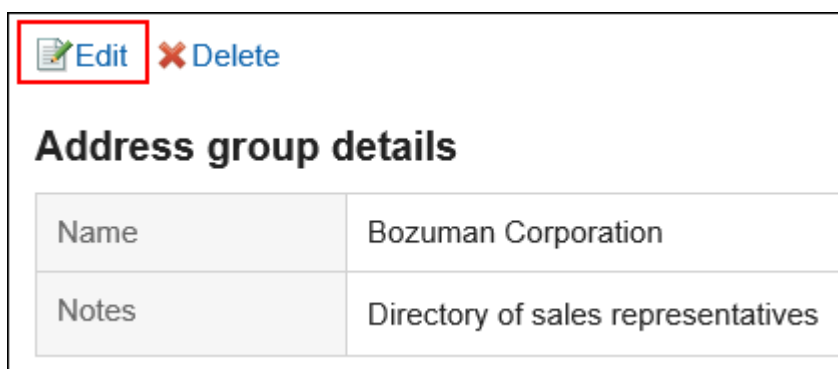 Edit Delete
Address group details
Name Bozuman Corporation
Notes Directory of sales representatives